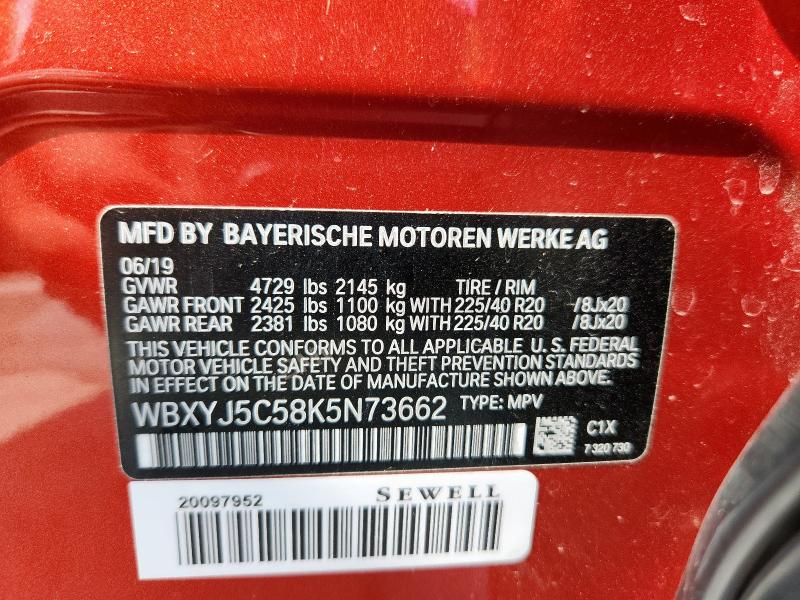 MFD BY BAYERISCHE MOTOREN WERKE AG
06/19
GVWR 4729 lbs 2145 kg TIRE / RIM
GAWR FRONT 2425 lbs 1100 kg WITH 225/40 R20 /8Jx20
GAWR REAR 2381 lbs 1080 kg WITH 225/40 R20 /8Jx20
THIS VEHICLE CONFORMS TO ALL APPLICABLE U.S. FEDERAL
MOTOR VEHICLE SAFETY AND THEFT PREVENTION STANDARDS
IN EFFECT ON THE DATE OF MANUFACTURE SHOWN ABOVE.
WBXYJ5C58K5N73662 TYPE: MPV
C1X
7 320 730
20097952 SEWELL